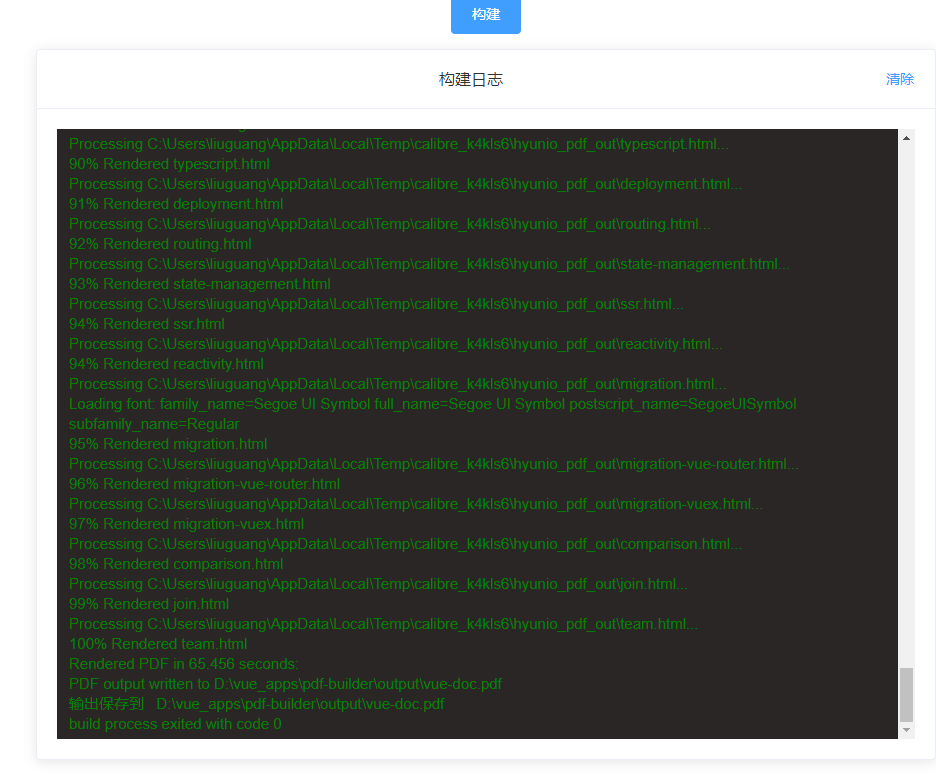 构建
构建日志
清除
Processing C:\Users\liuguang\AppData\Local\Temp\calibre_k4kls6\hyunio_pdf_out\typescript.html...
90% Rendered typescript.html
Processing C:\Users\liuguang\AppData\Local\Temp\calibre_k4kls6\hyunio_pdf_out\deployment.html...
91% Rendered deployment.html
Processing C:\Users\liuguang\AppData\Local\Temp\calibre_k4kls6\hyunio_pdf_out\routing.html...
92% Rendered routing.html
Processing C:\Users\liuguang\AppData\Local\Temp\calibre_k4kls6\hyunio_pdf_out\state-management.html...
93% Rendered state-management.html
Processing C:\Users\liuguang\AppData\Local\Temp\calibre_k4kls6\hyunio_pdf_out\ssr.html...
94% Rendered ssr.html
Processing C:\Users\liuguang\AppData\Local\Temp\calibre_k4kls6\hyunio_pdf_out\reactivity.html...
94% Rendered reactivity.html
Processing C:\Users\liuguang\AppData\Local\Temp\calibre_k4kls6\hyunio_pdf_out\migration.html...
Loading font: family_name=Segoe UI Symbol full_name=Segoe UI Symbol postscript_name=SegoeUISymbol
subfamily_name=Regular
95% Rendered migration.html
Processing C:\Users\liuguang\AppData\Local\Temp\calibre_k4kls6\hyunio_pdf_out\migration-vue-router.html...
96% Rendered migration-vue-router.html
Processing C:\Users\liuguang\AppData\Local\Temp\calibre_k4kls6\hyunio_pdf_out\migration-vuex.html...
97% Rendered migration-vuex.html
Processing C:\Users\liuguang\AppData\Local\Temp\calibre_k4kls6\hyunio_pdf_out\comparison.html...
98% Rendered comparison.html
Processing C:\Users\liuguang\AppData\Local\Temp\calibre_k4kls6\hyunio_pdf_out\join.html...
99% Rendered join.html
Processing C:\Users\liuguang\AppData\Local\Temp\calibre_k4kls6\hyunio_pdf_out\team.html...
100% Rendered team.html
Rendered PDF in 65.456 seconds:
PDF output written to D:\vue_apps\pdf-builder\output\vue-doc.pdf
输出保存到 D:\vue_apps\pdf-builder\output\vue-doc.pdf
build process exited with code 0